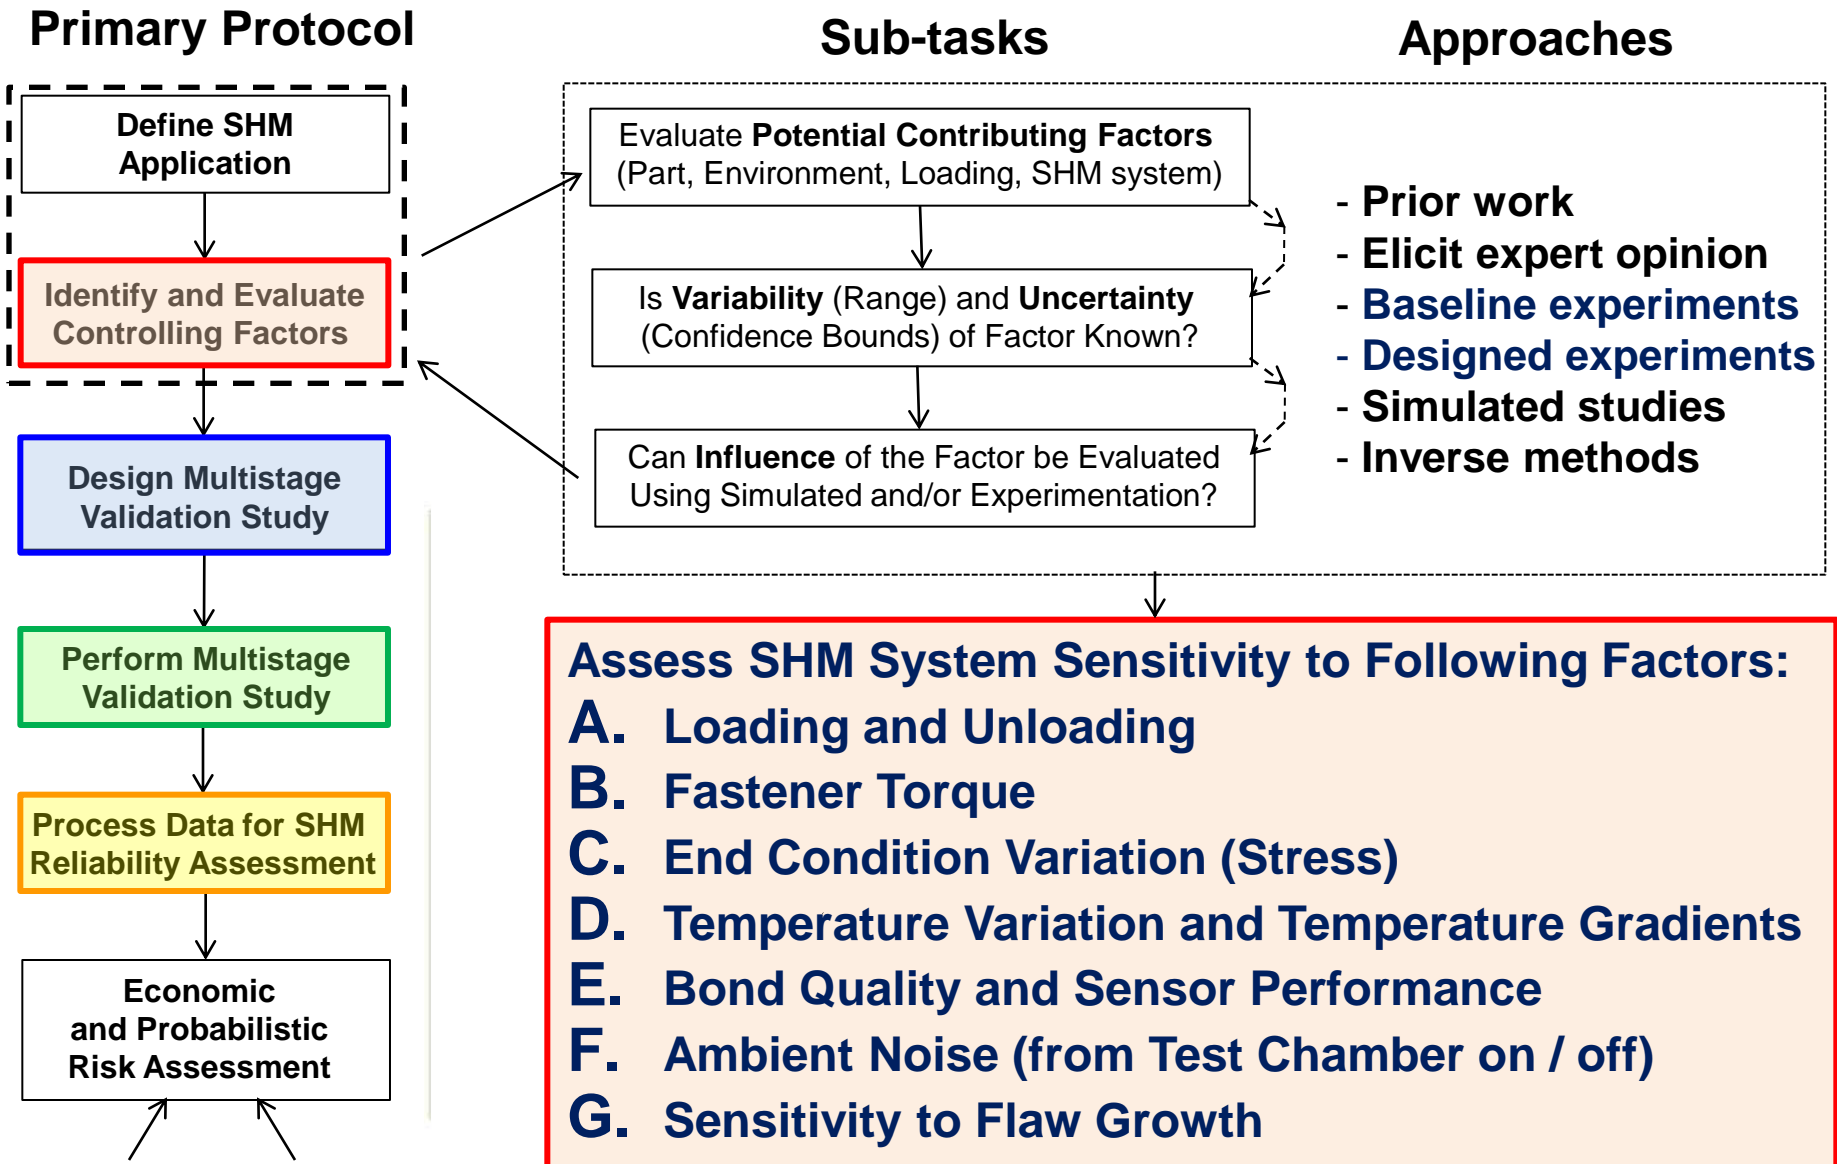 Primary Protocol
Define SHM
Application
Identify and Evaluate
Controlling Factors
Design Multistage
Validation Study
Perform Multistage
Validation Study
Process Data for SHM
Reliability Assessment
Economic
and Probabilistic
Risk Assessment
Sub-tasks
Evaluate Potential Contributing Factors
(Part, Environment, Loading, SHM system)
Is Variability (Range) and Uncertainty
(Confidence Bounds) of Factor Known?
Can Influence of the Factor be Evaluated
Using Simulated and/or Experimentation?
Approaches
- Prior work
- Elicit expert opinion
- Baseline experiments
- Designed experiments
- Simulated studies
- Inverse methods
Assess SHM System Sensitivity to Following Factors:
A. Loading and Unloading
B. Fastener Torque
C. End Condition Variation (Stress)
D. Temperature Variation and Temperature Gradients
E. Bond Quality and Sensor Performance
F. Ambient Noise (from Test Chamber on / off)
G. Sensitivity to Flaw Growth